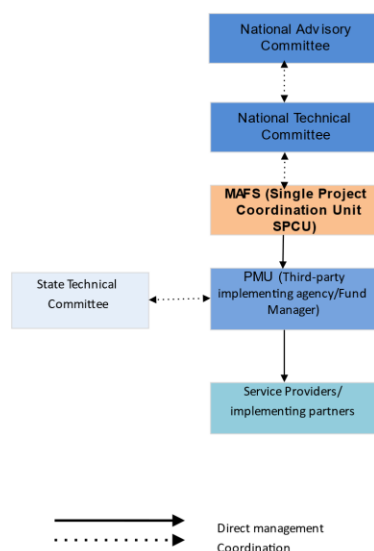 National Advisory
Committee
National Technical
Committee
MAFS (Single Project
Coordination Unit
SPCU)
PMU (Third-party
implementing agency/Fund
Manager)
State Technical
Committee
Service Providers/
implementing partners
Direct management
Coordination